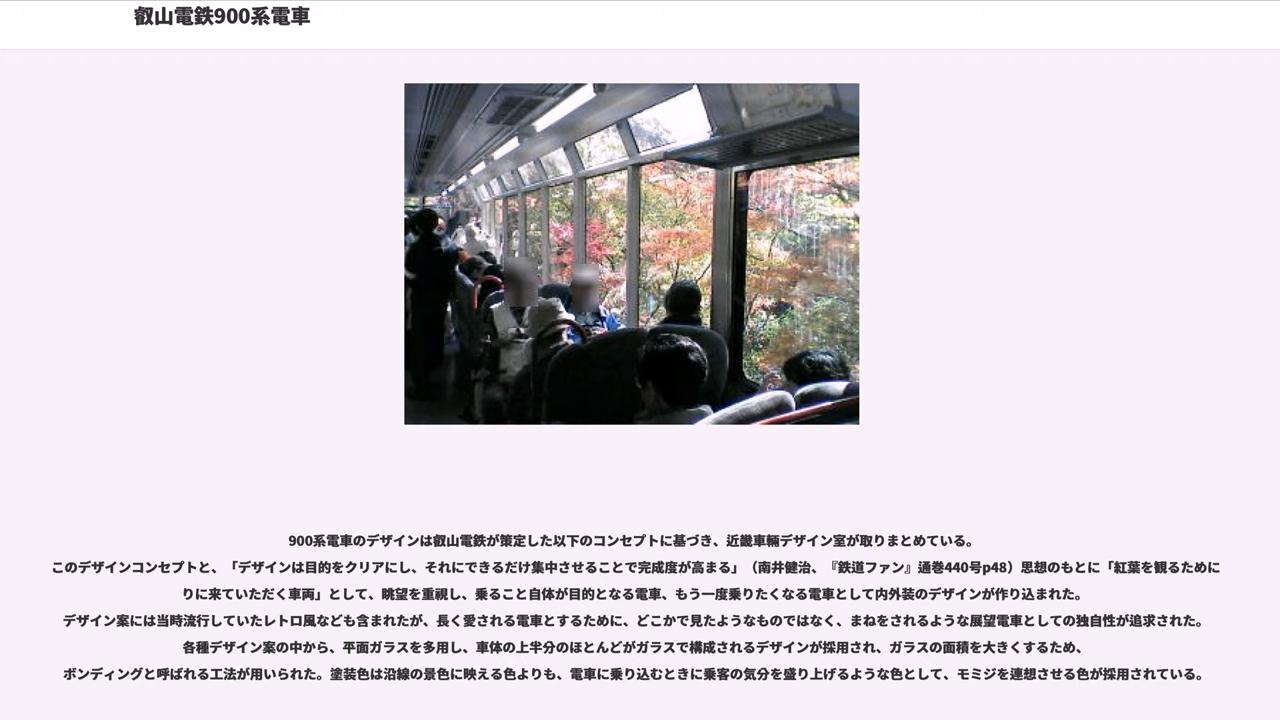 叡山電鉄900系電車
900系電車のデザインは叡山電鉄が策定した以下のコンセプトに基づき、近畿車輛デザイン室が取りまとめている。
このデザインコンセプトと、「デザインは目的をクリアにし、それにできるだけ集中させることで完成度が高まる」（南井健治、『鉄道ファン』通巻440号p48）思想のもとに「紅葉を観るために
りに来ていただく車両」として、眺望を重視し、乗ること自体が目的となる電車、もう一度乗りたくなる電車として内外装のデザインが作り込まれた。
デザイン案には当時流行していたレトロ風なども含まれたが、長く愛される電車とするために、どこかで見たようなものではなく、まねをされるような展望電車としての独自性が追求された。
各種デザイン案の中から、平面ガラスを多用し、車体の上半分のほとんどがガラスで構成されるデザインが採用され、ガラスの面積を大きくするため、
ボンディングと呼ばれる工法が用いられた。塗装色は沿線の景色に映える色よりも、電車に乗り込むときに乗客の気分を盛り上げるような色として、モミジを連想させる色が採用されている。